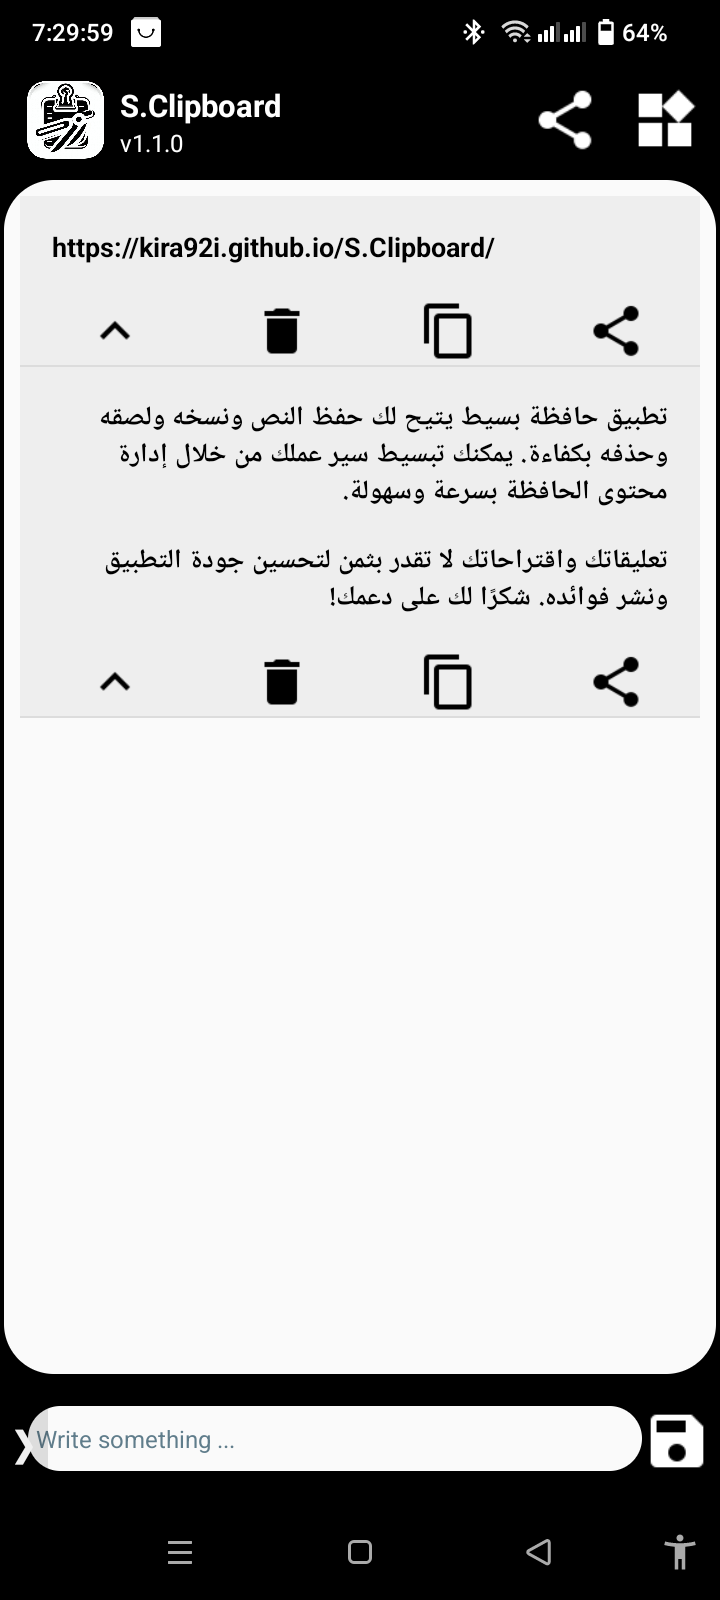 7:29:59
64%
S.Clipboard
v1.1.0
https://kira92i.github.io/S.Clipboard/
تطبيق حافظة بسيط يتيح لك حفظ النص ونسخه ولصقه
وحذفه بكفاءة. يمكنك تبسيط سير عملك من خلال إدارة
محتوى الحافظة بسرعة وسهولة.
تعليقاتك واقتراحاتك لا تقدر بثمن لتحسين جودة التطبيق
ونشر فوائده. شكرًا لك على دعمك!
Write something ...